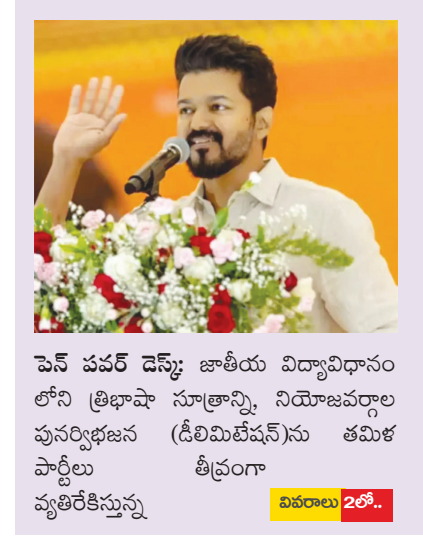 పెన్ పవర్ డెస్క్: జాతీయ విద్యావిధానం
లోని త్రిభాషా సూత్రాన్ని, నియోజవర్గాల
పునర్విభజన (డీలిమిటేషన్)ను తమిళ
పార్టీలు తీవ్రంగా
వ్యతిరేకిస్తున్న
వివరాలు 2లో..